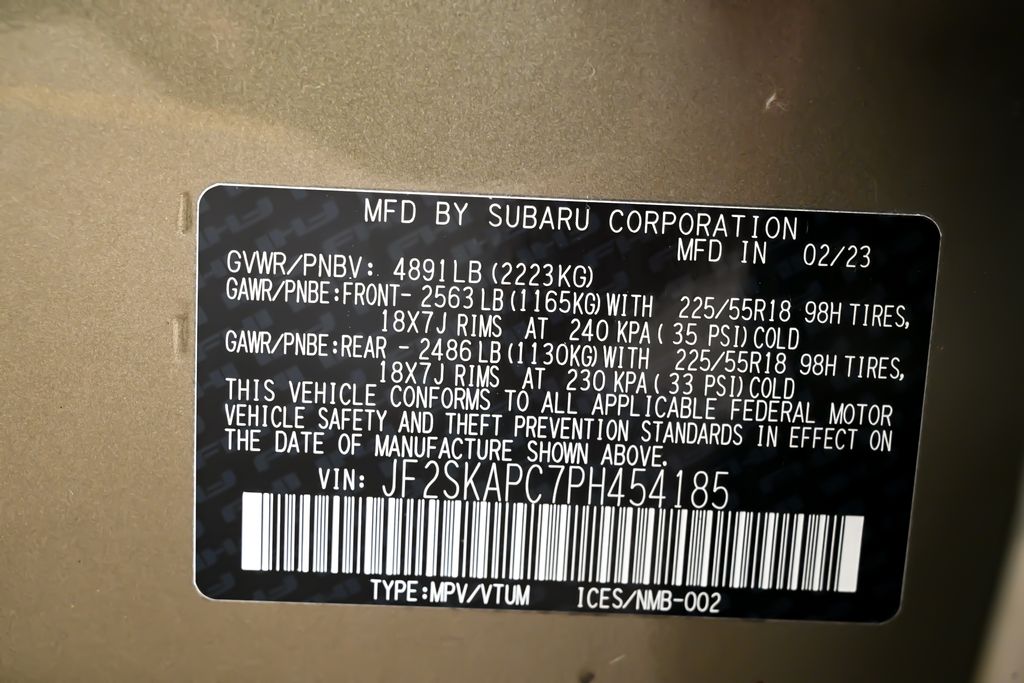 MFD BY SUBARU CORPORATION
MFD IN 02/23
GVWR/PNBV: 4891LB (2223KG)
GAWR/PNBE:FRONT- 2563 LB (1165KG) WITH 225/55R18 98H TIRES,
18X7J RIMS AT 240 KPA ( 35 PSI) COLD
GAWR/PNBE:REAR - 2486 LB (1130KG) WITH 225/55R18 98H TIRES,
18X7J RIMS AT 230 KPA ( 33 PSI) COLD
THIS VEHICLE CONFORMS TO ALL APPLICABLE FEDERAL MOTOR
VEHICLE SAFETY AND THEFT PREVENTION STANDARDS IN EFFECT ON
THE DATE OF MANUFACTURE SHOWN ABOVE.
VIN: JF2SKAPC7PH454185
TYPE:MPV/VTUM ICES/NMB-002